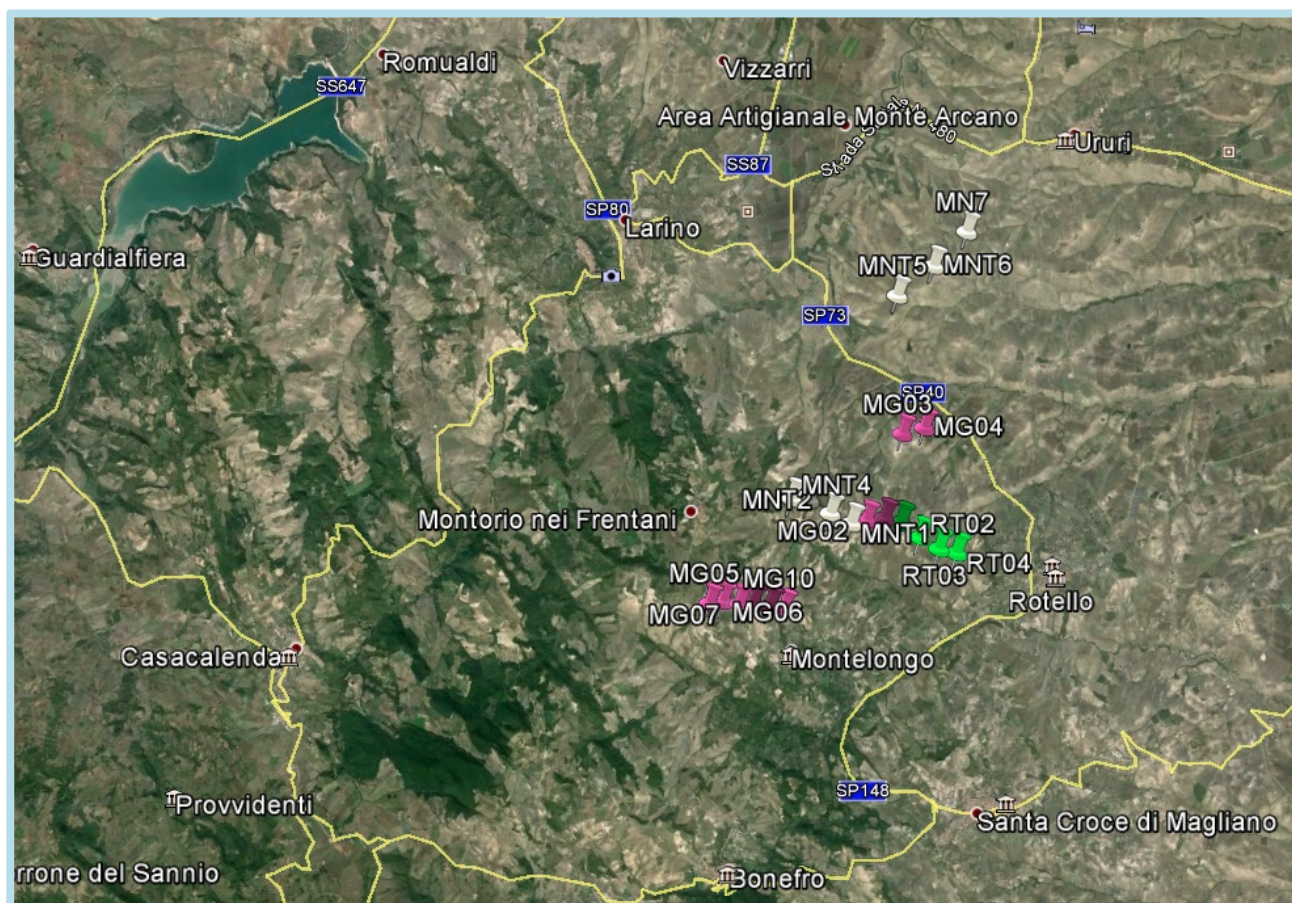 Romualdi
Vizzarri
SS647
Area Artigianale Monte Arcano
Ururi
SS87
SP80
Larino
MN7
Guardialfiera
MNT5
MNT6
SP73
SP40
MG03
MG04
MNT4
MNT2
Montorio nei Frentani
MG02
MNT1
RT02
RT03
RT04
MG05
MG10
MG07
MG06
Rotello
Casacalenda
Montelongo
SP148
Provvidenti
Santa Croce di Magliano
rrone del Sannio
Bonefro